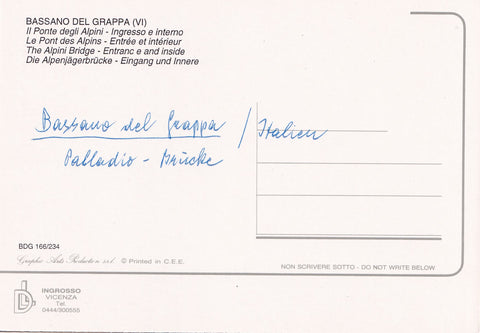 BASSANO DEL GRAPPA (VI)
Il Ponte degli Alpini - Ingresso e interno
Le Pont des Alpins - Entrée et intérieur
The Alpini Bridge - Entranc e and inside
Die Alpenjägerbrücke - Eingang und Innere
Bassano del Grappa / Italien
Palladio - Brücke
BDG 166/234
Graphic Arts Production s.r.l. © Printed in C.E.E.
NON SCRIVERE SOTTO - DO NOT WRITE BELOW
INGROSSO
VICENZA
Tel.
0444/300555